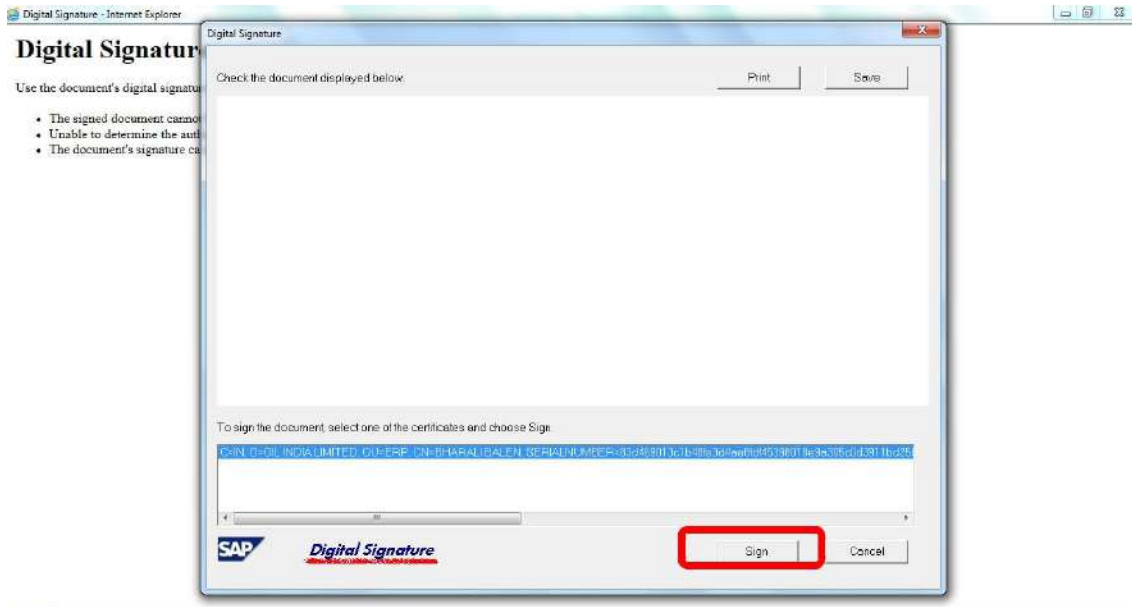 Digital Signature - Internet Explorer
Digital Signatur
Use the document's digital signatu
The signed document canno
Unable to determine the auth
The document's signature ca
Digital Signature
Check the document displayed below.
Print
Save
To sign the document, select one of the certificates and choose Sign.
C=IN, O=OIL INDIA LIMITED, OU=ERP, CN=BHARALI BALEN,
SAP
Digital Signature
Sign
Cancel